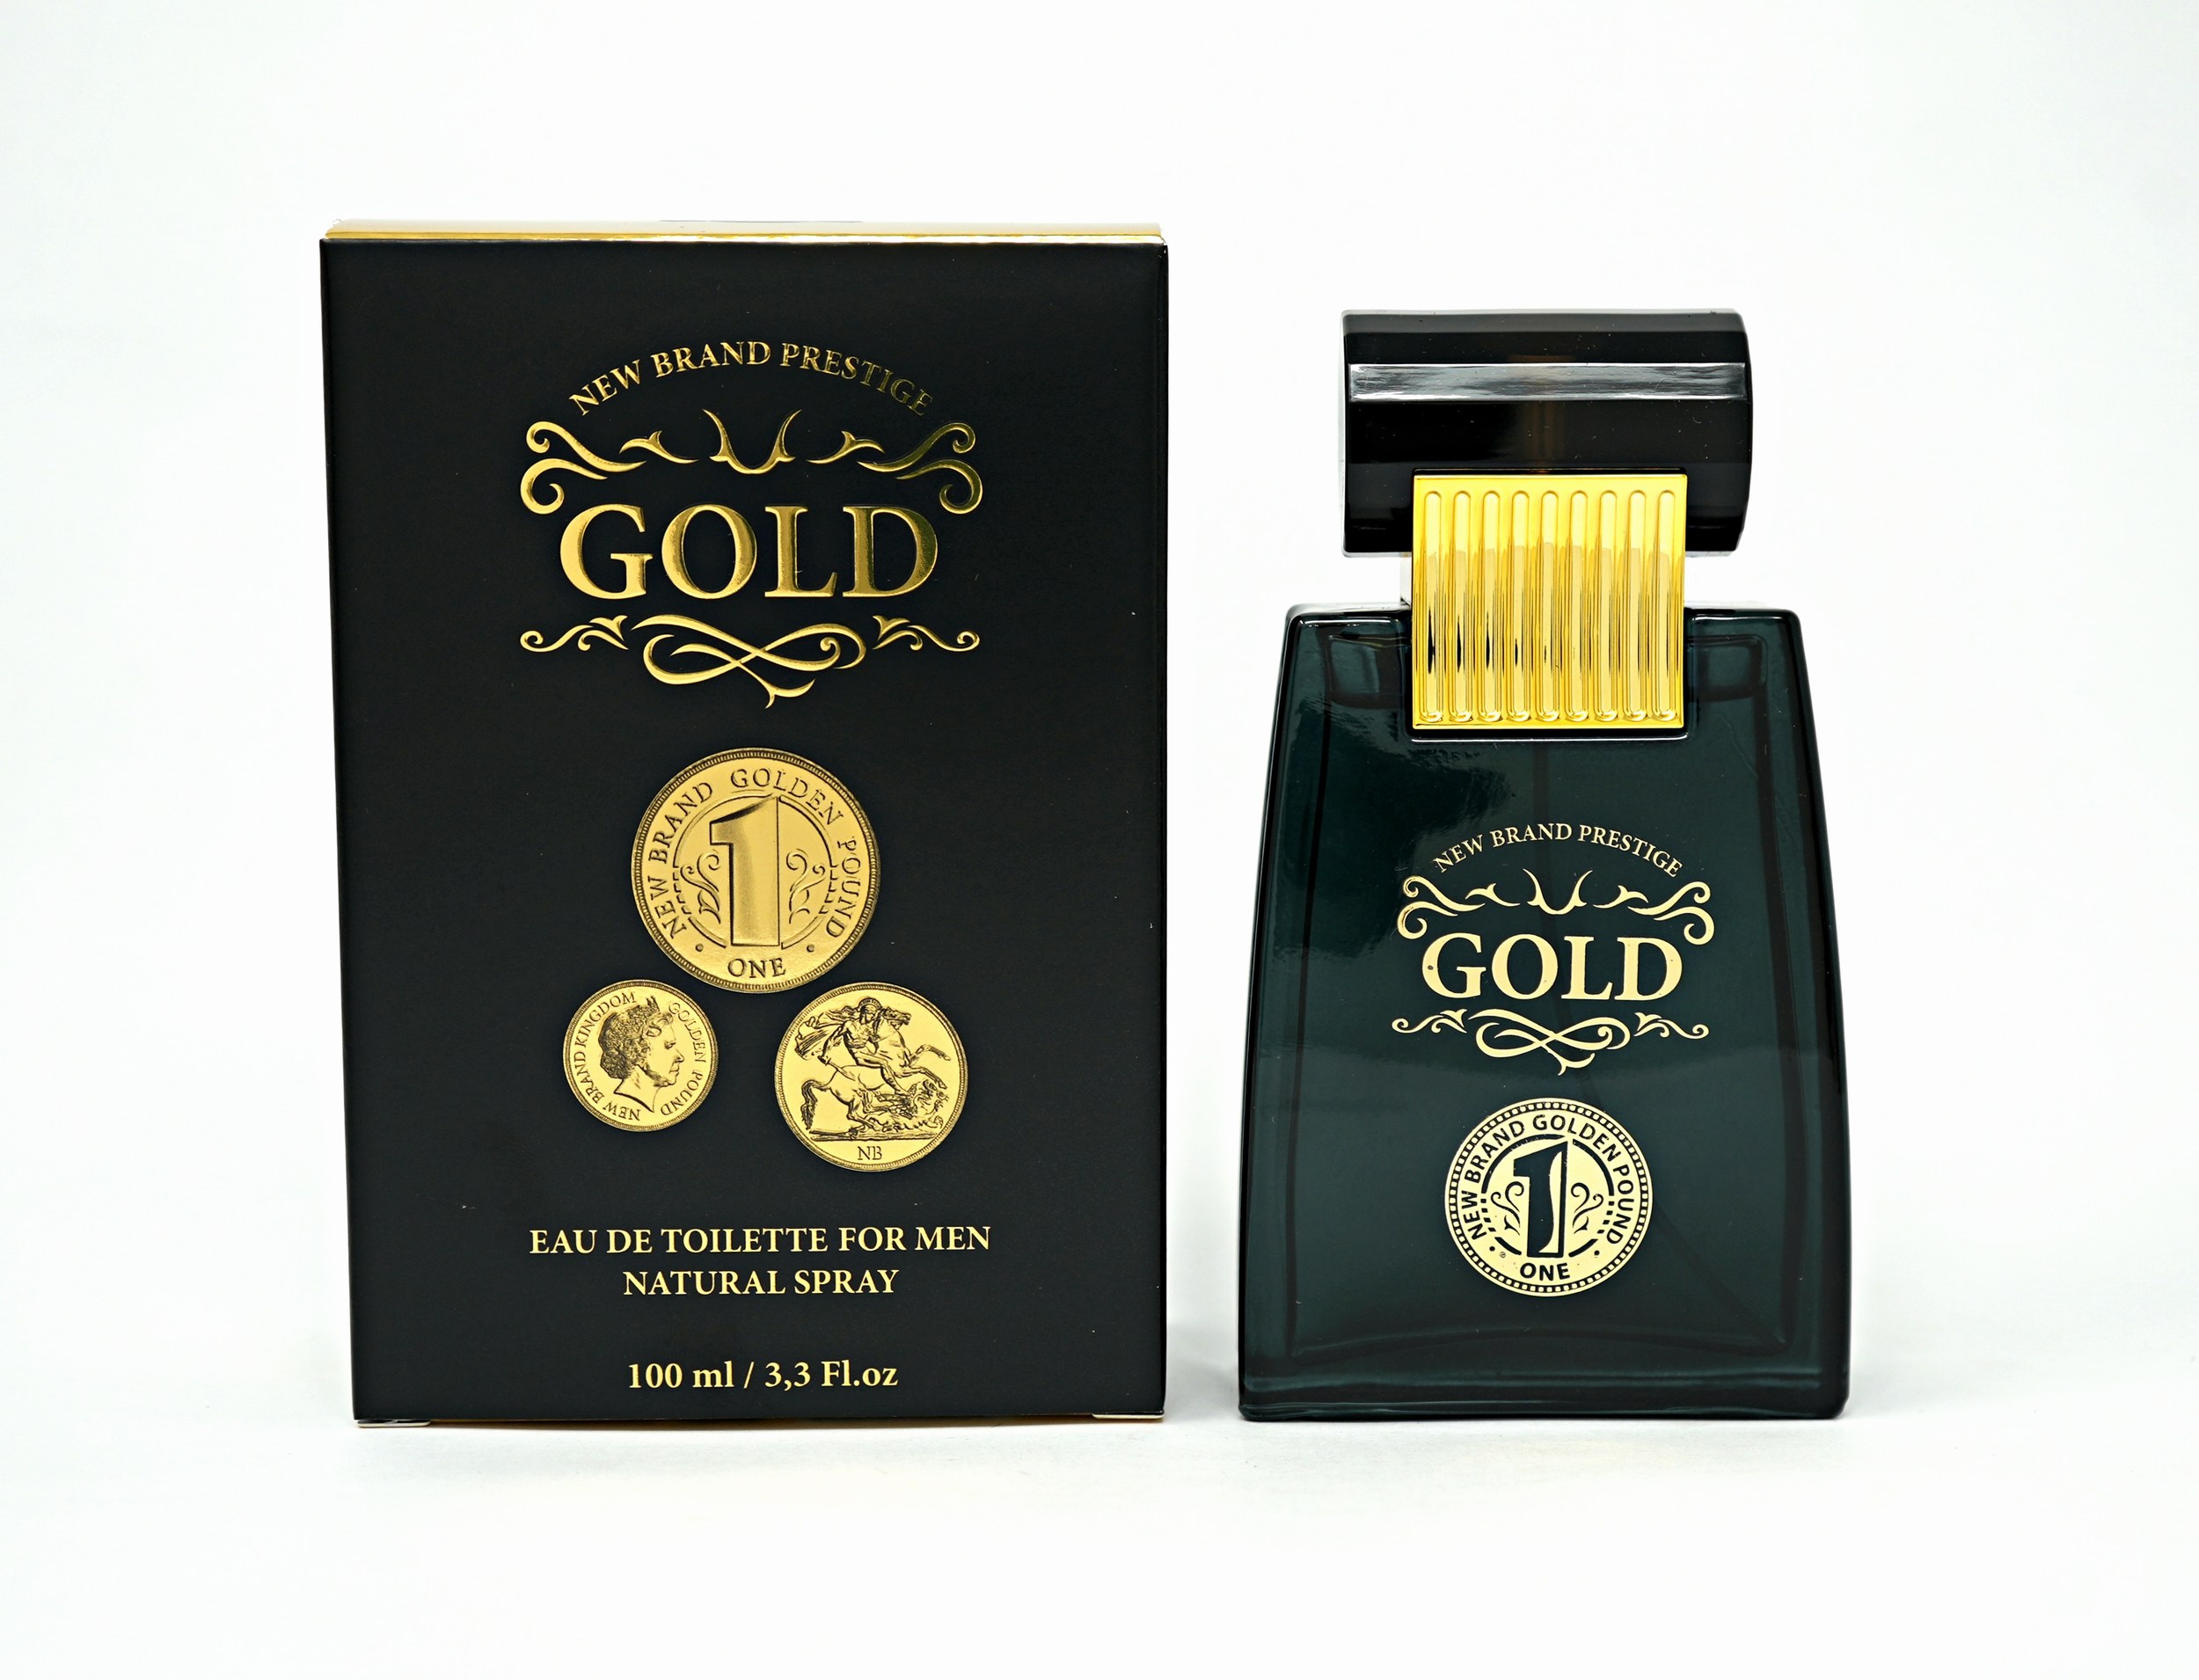 NEW BRAND PRESTIGE
GOLD
NEW BRAND GOLDEN POUND
1
ONE
NEW BRAND KINGDOM GOLDEN POUND
NB
EAU DE TOILETTE FOR MEN
NATURAL SPRAY
100 ml / 3,3 Fl.oz
NEW BRAND PRESTIGE
GOLD
NEW BRAND GOLDEN POUND
1
ONE